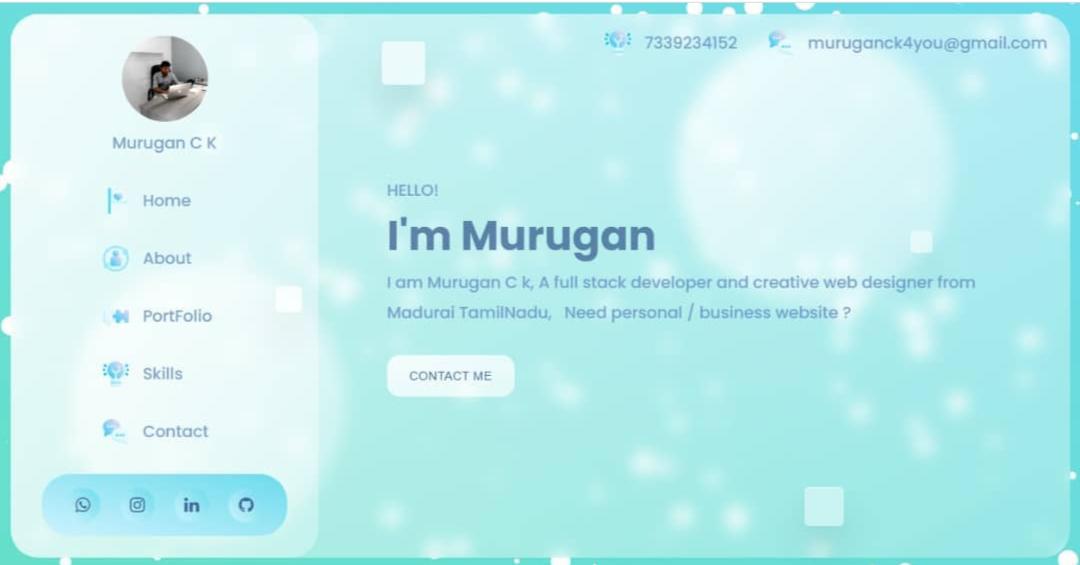 7339234152 muruganck4you@gmail.com
Murugan C K
Home
About
PortFolio
Skills
Contact
HELLO!
I'm Murugan
I am Murugan C k, A full stack developer and creative web designer from
Madurai TamilNadu, Need personal / business website ?
CONTACT ME